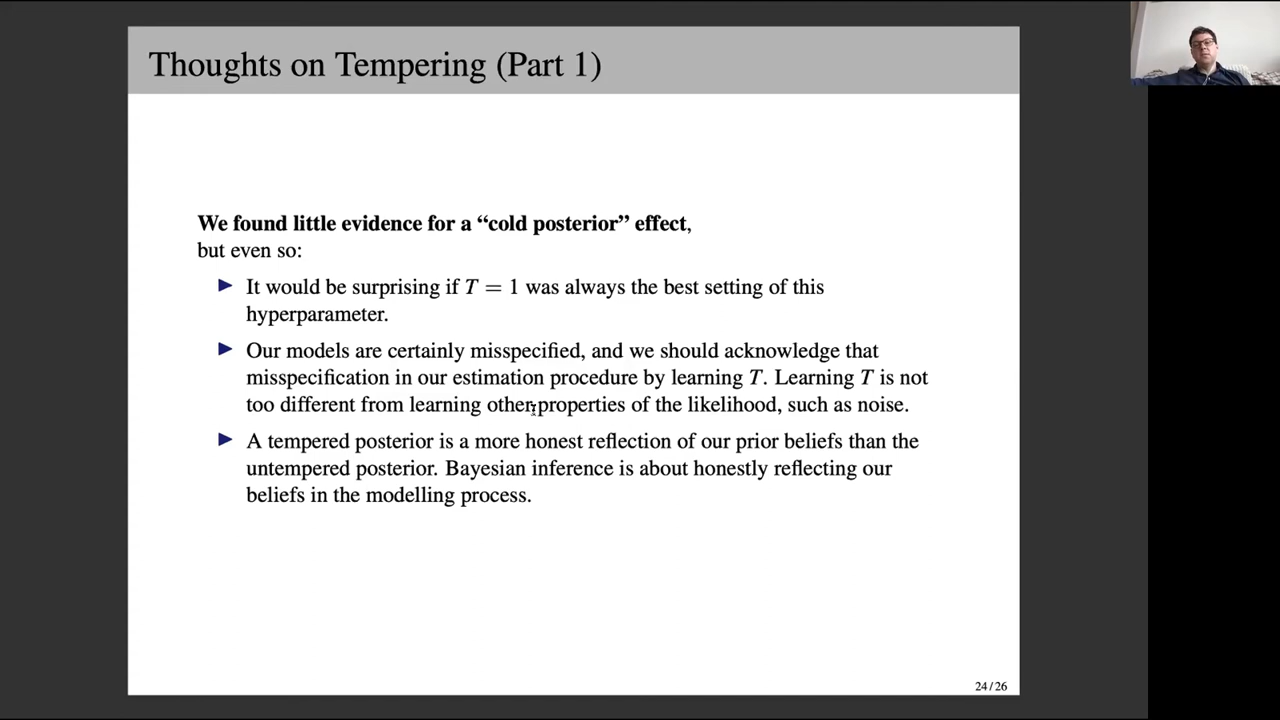 Thoughts on Tempering (Part 1)
We found little evidence for a “cold posterior” effect,
but even so:
▶ It would be surprising if T = 1 was always the best setting of this
hyperparameter.
▶ Our models are certainly misspecified, and we should acknowledge that
misspecification in our estimation procedure by learning T. Learning T is not
too different from learning other properties of the likelihood, such as noise.
▶ A tempered posterior is a more honest reflection of our prior beliefs than the
untempered posterior. Bayesian inference is about honestly reflecting our
beliefs in the modelling process.
24 / 26